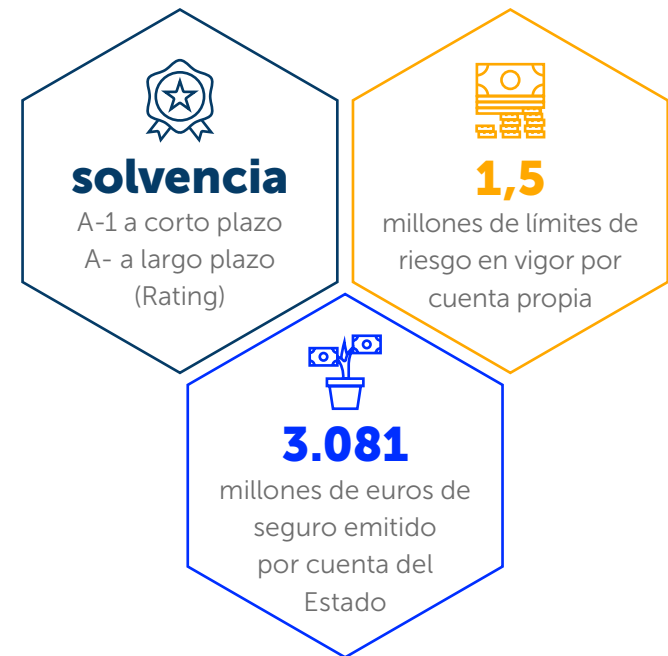 solvencia
A-1 a corto plazo
A- a largo plazo
(Rating)
1,5
millones de límites de
riesgo en vigor por
cuenta propia
3.081
millones de euros de
seguro emitido
por cuenta del
Estado